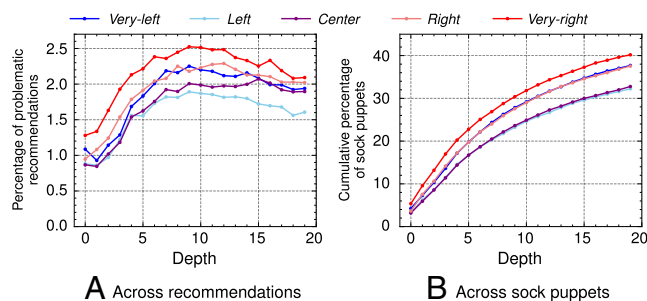 Very-left Left Center Right Very-right
Percentage of problematic
recommendations
2.5
2.0
1.5
1.0
0.5
0.0
0 5 10 15 20
Depth
A Across recommendations
Cumulative percentage
of sock puppets
40
30
20
10
0
0 5 10 15 20
Depth
B Across sock puppets